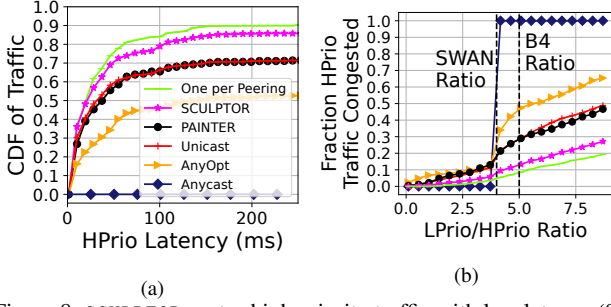 CDF of Traffic
1.0
0.9
0.8
0.7
0.6
0.5
0.4
0.3
0.2
0.1
0.0
0
100
200
HPrio Latency (ms)
One per Peering
SCULPTOR
PAINTER
Unicast
AnyOpt
Anycast
(a)
Fraction HPrio
Traffic Congested
1.0
0.9
0.8
0.7
0.6
0.5
0.4
0.3
0.2
0.1
0.0
0.0
2.5
5.0
7.5
LPrio/HPrio Ratio
SWAN
Ratio
B4
Ratio
(b)